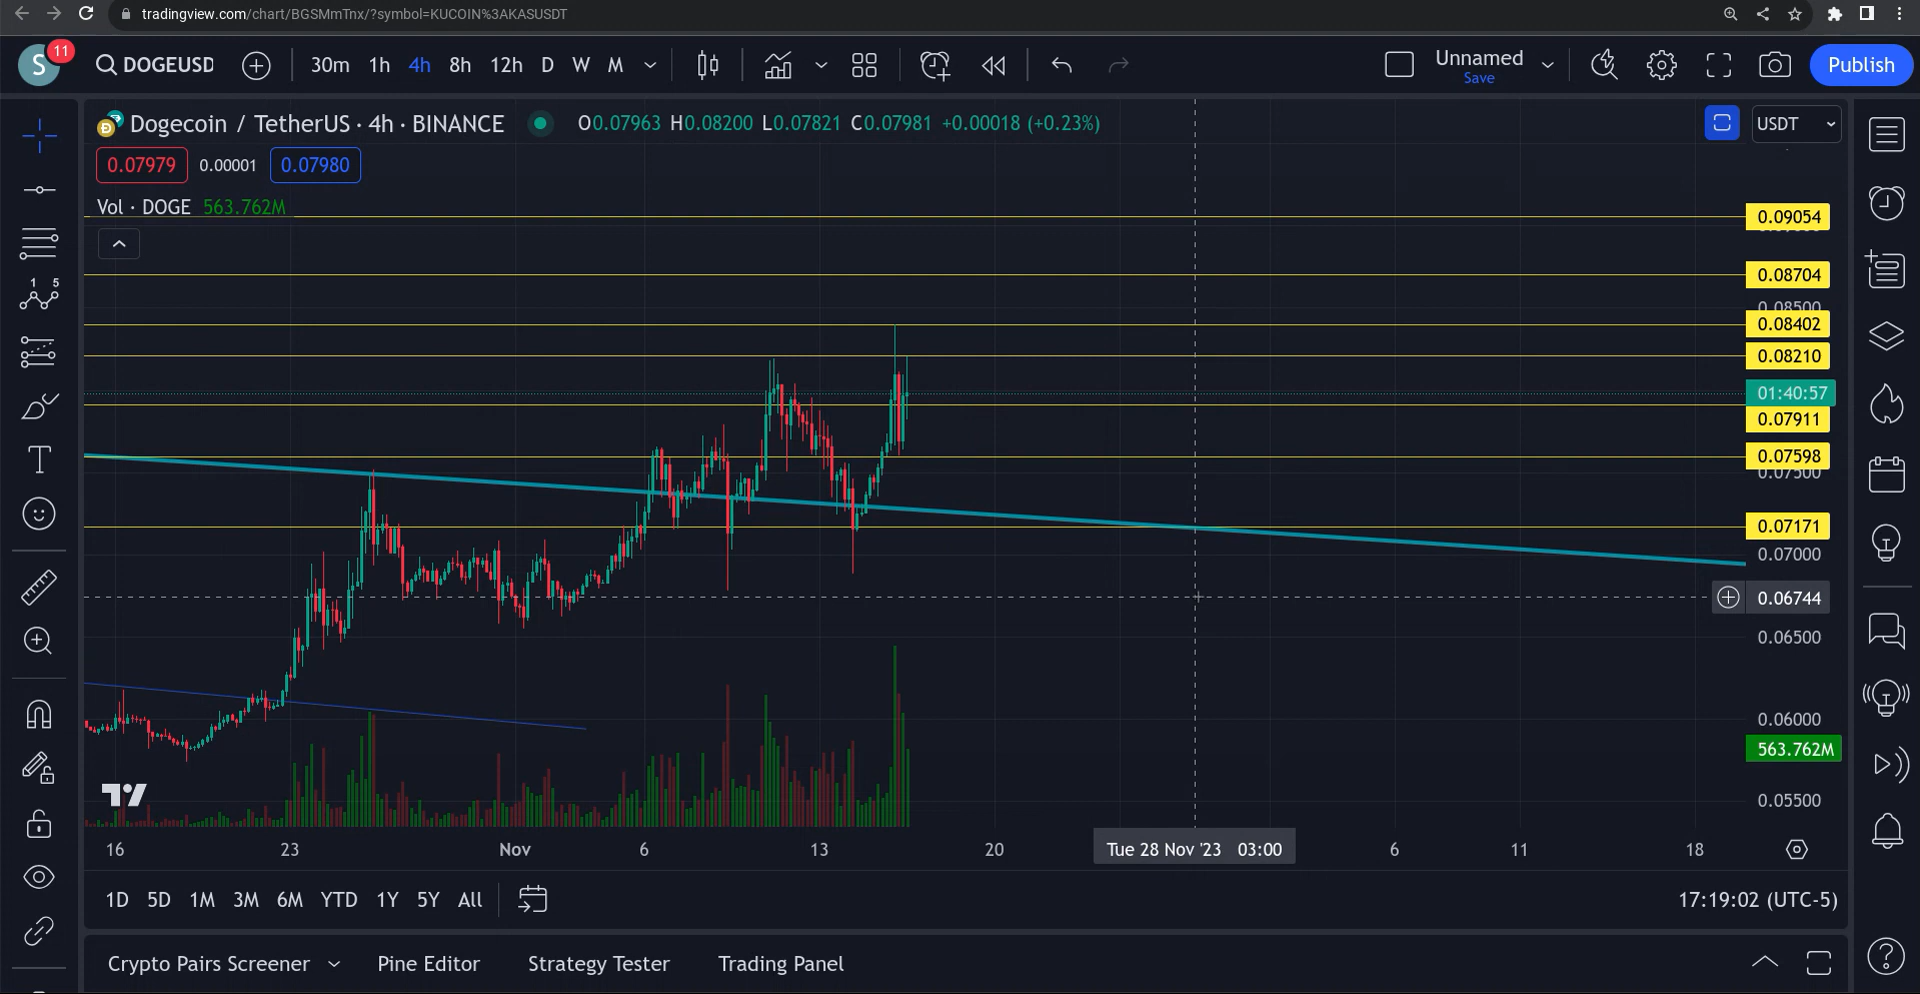 tradingview.com/chart/BGSMmTnx/?symbol=KUCOIN%3AKASUSDT
S 11 DOGEUSD 30m 1h 4h 8h 12h D W M Unnamed Save Publish
Dogecoin / TetherUS · 4h · BINANCE O0.07963 H0.08200 L0.07821 C0.07981 +0.00018 (+0.23%) USDT
0.07979 0.00001 0.07980
Vol · DOGE 563.762M
0.09054
0.08704
0.08500
0.08402
0.08210
01:40:57
0.07911
0.07598
0.07500
0.07171
0.07000
0.06744
0.06500
0.06000
563.762M
0.05500
16 23 Nov 6 13 20 Tue 28 Nov '23 03:00 6 11 18
1D 5D 1M 3M 6M YTD 1Y 5Y All 17:19:02 (UTC-5)
Crypto Pairs Screener Pine Editor Strategy Tester Trading Panel